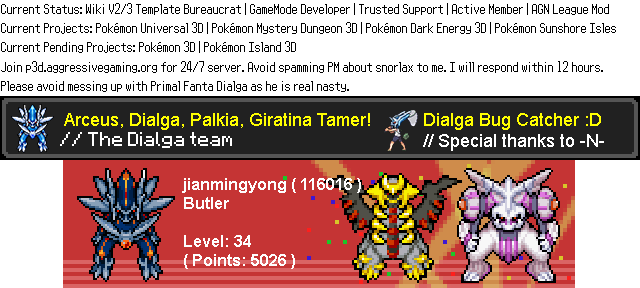 Current Status: Wiki V2/3 Template Bureaucrat | GameMode Developer | Trusted Support | Active Member | AGN League Mod
Current Projects: Pokémon Universal 3D | Pokémon Mystery Dungeon 3D | Pokémon Dark Energy 3D | Pokémon Sunshore Isles
Current Pending Projects: Pokémon 3D | Pokémon Island 3D
Join p3d.aggressivegaming.org for 24/7 server. Avoid spamming PM about snorlax to me. I will respond within 12 hours.
Please avoid messing up with Primal Fanta Dialga as he is real nasty.
Arceus, Dialga, Palkia, Giratina Tamer!
// The Dialga team
Dialga Bug Catcher :D
// Special thanks to -N-
jianmingyong ( 116016 )
Butler
Level: 34
( Points: 5026 )